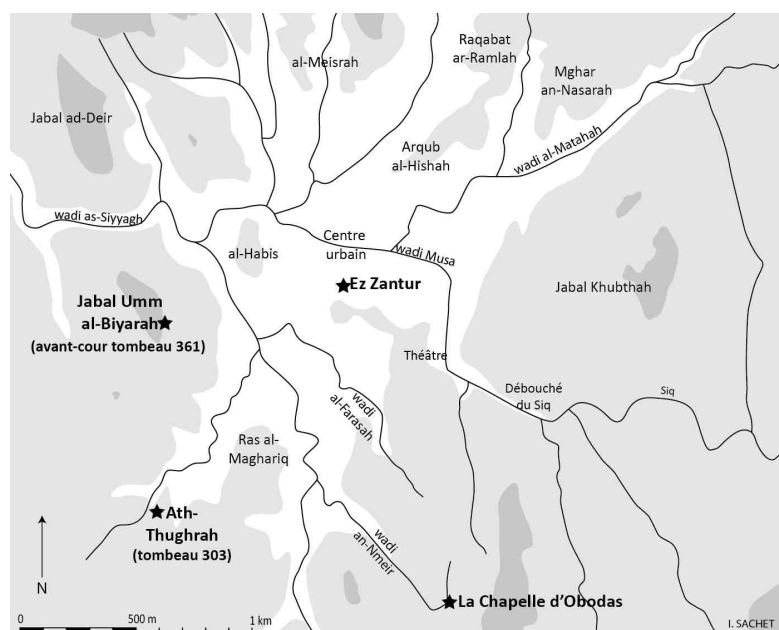 Raqabat
ar-Ramlah
al-Meisrah
Mghar
an-Nasarah
Jabal ad-Deir
Arqub
al-Hishah
wadi al-Matahah
wadi as-Siyyagh
Centre
urbain
al-Habis
wadi Musa
Ez Zantur
Jabal Khubthah
Jabal Umm
al-Biyarah
(avant-cour tombeau 361)
Théâtre
Débouché
du Siq
Siq
wadi
al-Farasah
Ras al-
Maghariq
Ath-
Thughrah
(tombeau 303)
wadi
an-Nmeir
N
La Chapelle d'Obodas
0 500 m 1 km
I. SACHET